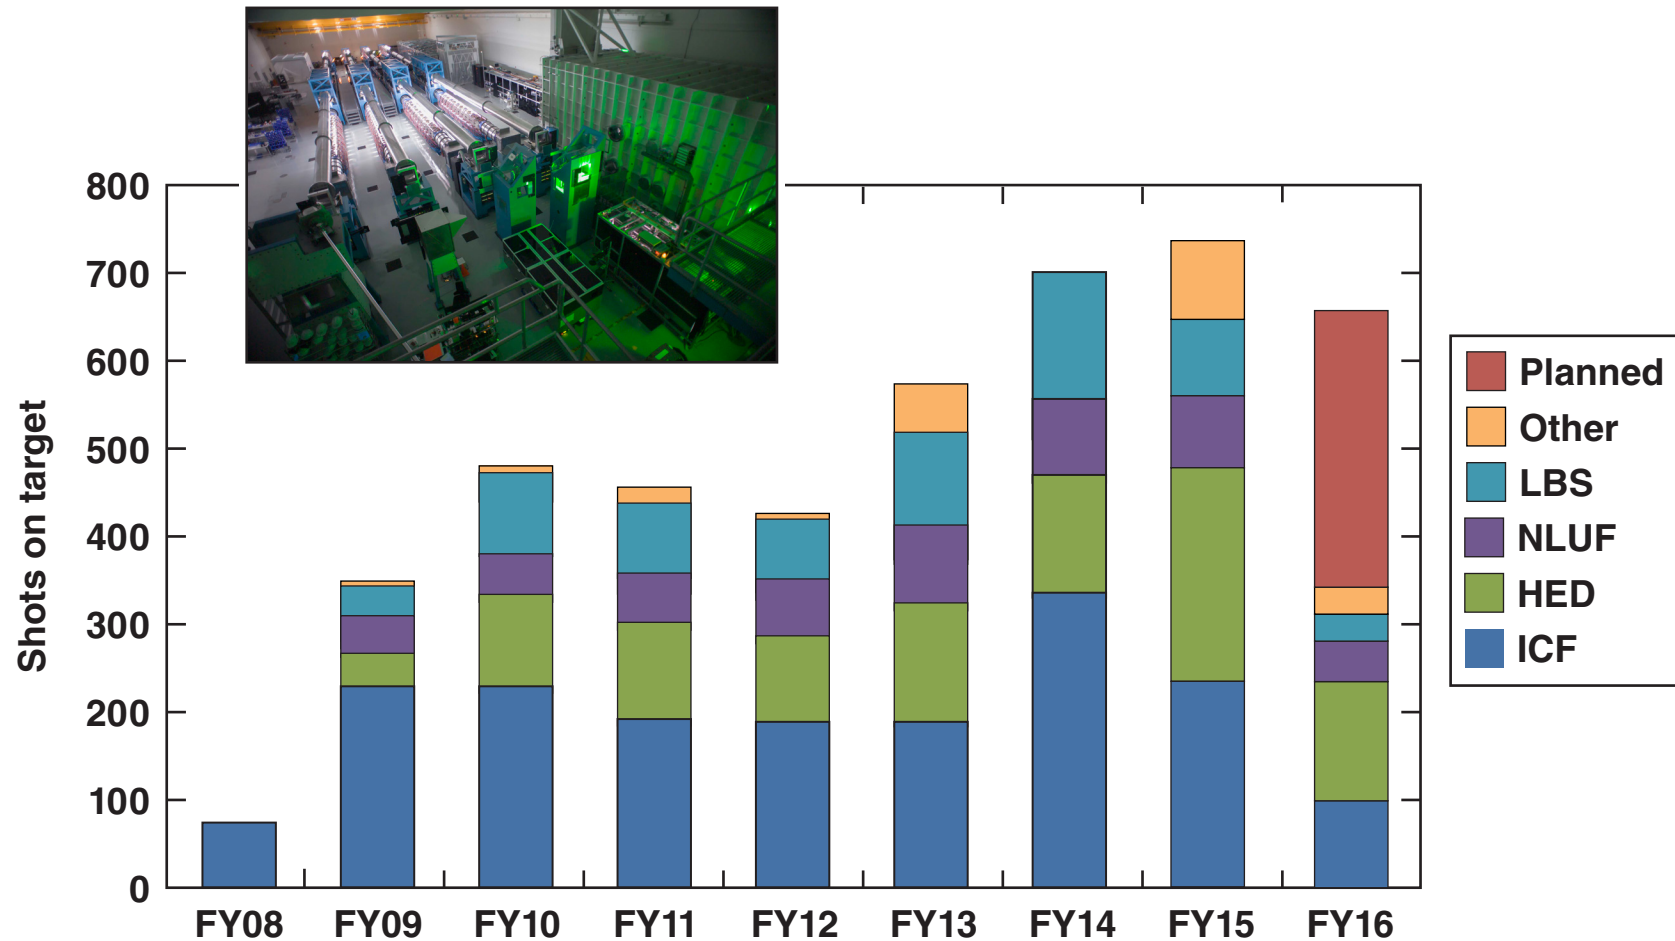 800
700
600
500
400
300
200
100
0
Shots on target
FY08 FY09 FY10 FY11 FY12 FY13 FY14 FY15 FY16
Planned
Other
LBS
NLUF
HED
ICF